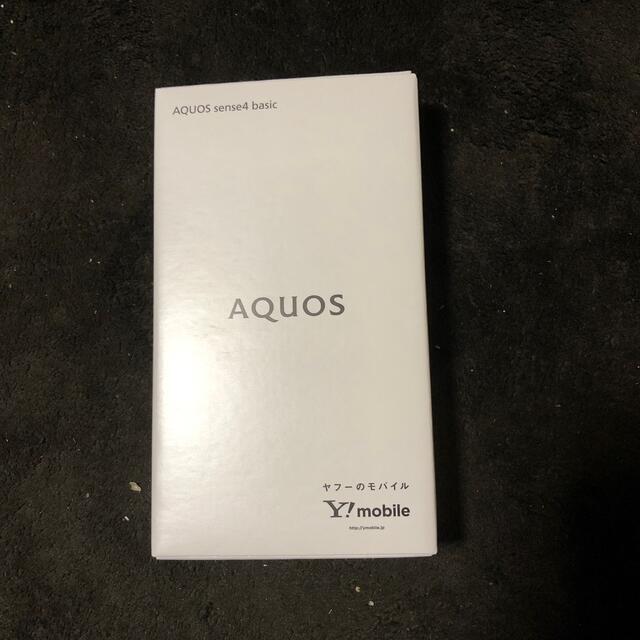 AQUOS sense4 basic
AQUOS
ヤフーのモバイル
Y! mobile
http://ymobile.jp